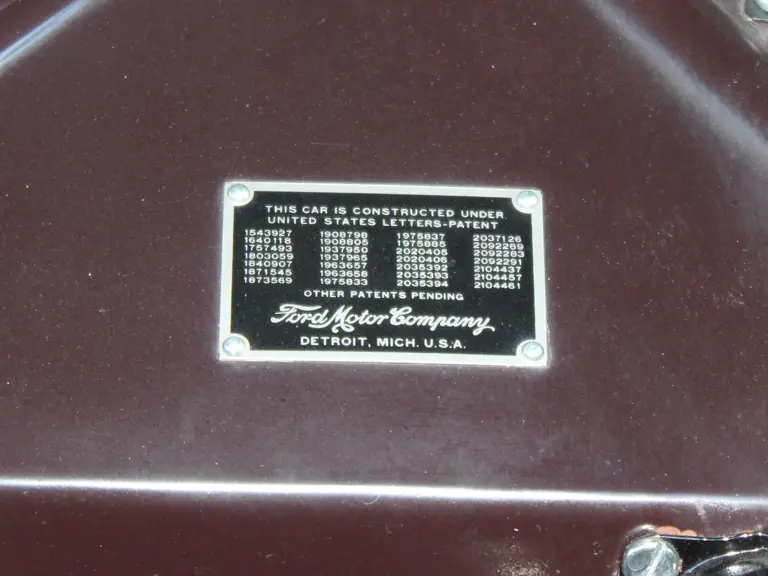 THIS CAR IS CONSTRUCTED UNDER
UNITED STATES LETTERS-PATENT
1543927 1908798 1975837 2037126
1640118 1908805 1975885 2092269
1757493 1937950 2020405 2092283
1803059 1937965 2020406 2092291
1840907 1963657 2035392 2104437
1871545 1963658 2035393 2104457
1873569 1975833 2035394 2104461
OTHER PATENTS PENDING
Ford Motor Company
DETROIT, MICH. U.S.A.